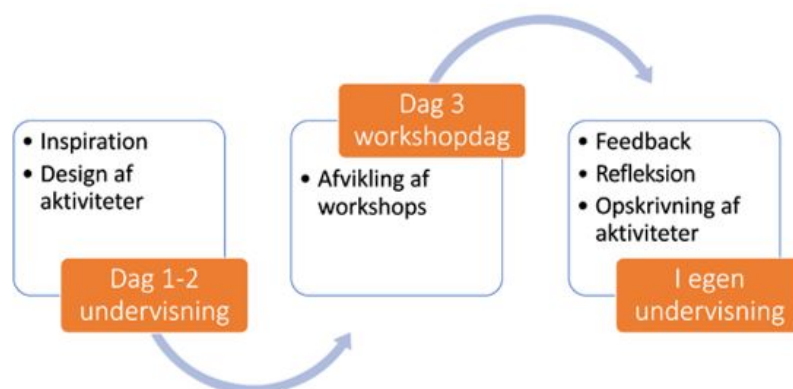 • Inspiration
• Design af
aktiviteter
Dag 1-2
undervisning
Dag 3
workshopdag
• Afvikling af
workshops
• Feedback
• Refleksion
• Opskrivning af
aktiviteter
I egen
undervisning